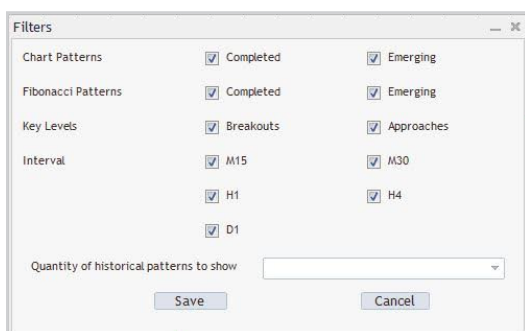 Filters
Chart Patterns Completed Emerging
Fibonacci Patterns Completed Emerging
Key Levels Breakouts Approaches
Interval M15 M30
H1 H4
D1
Quantity of historical patterns to show
Save Cancel